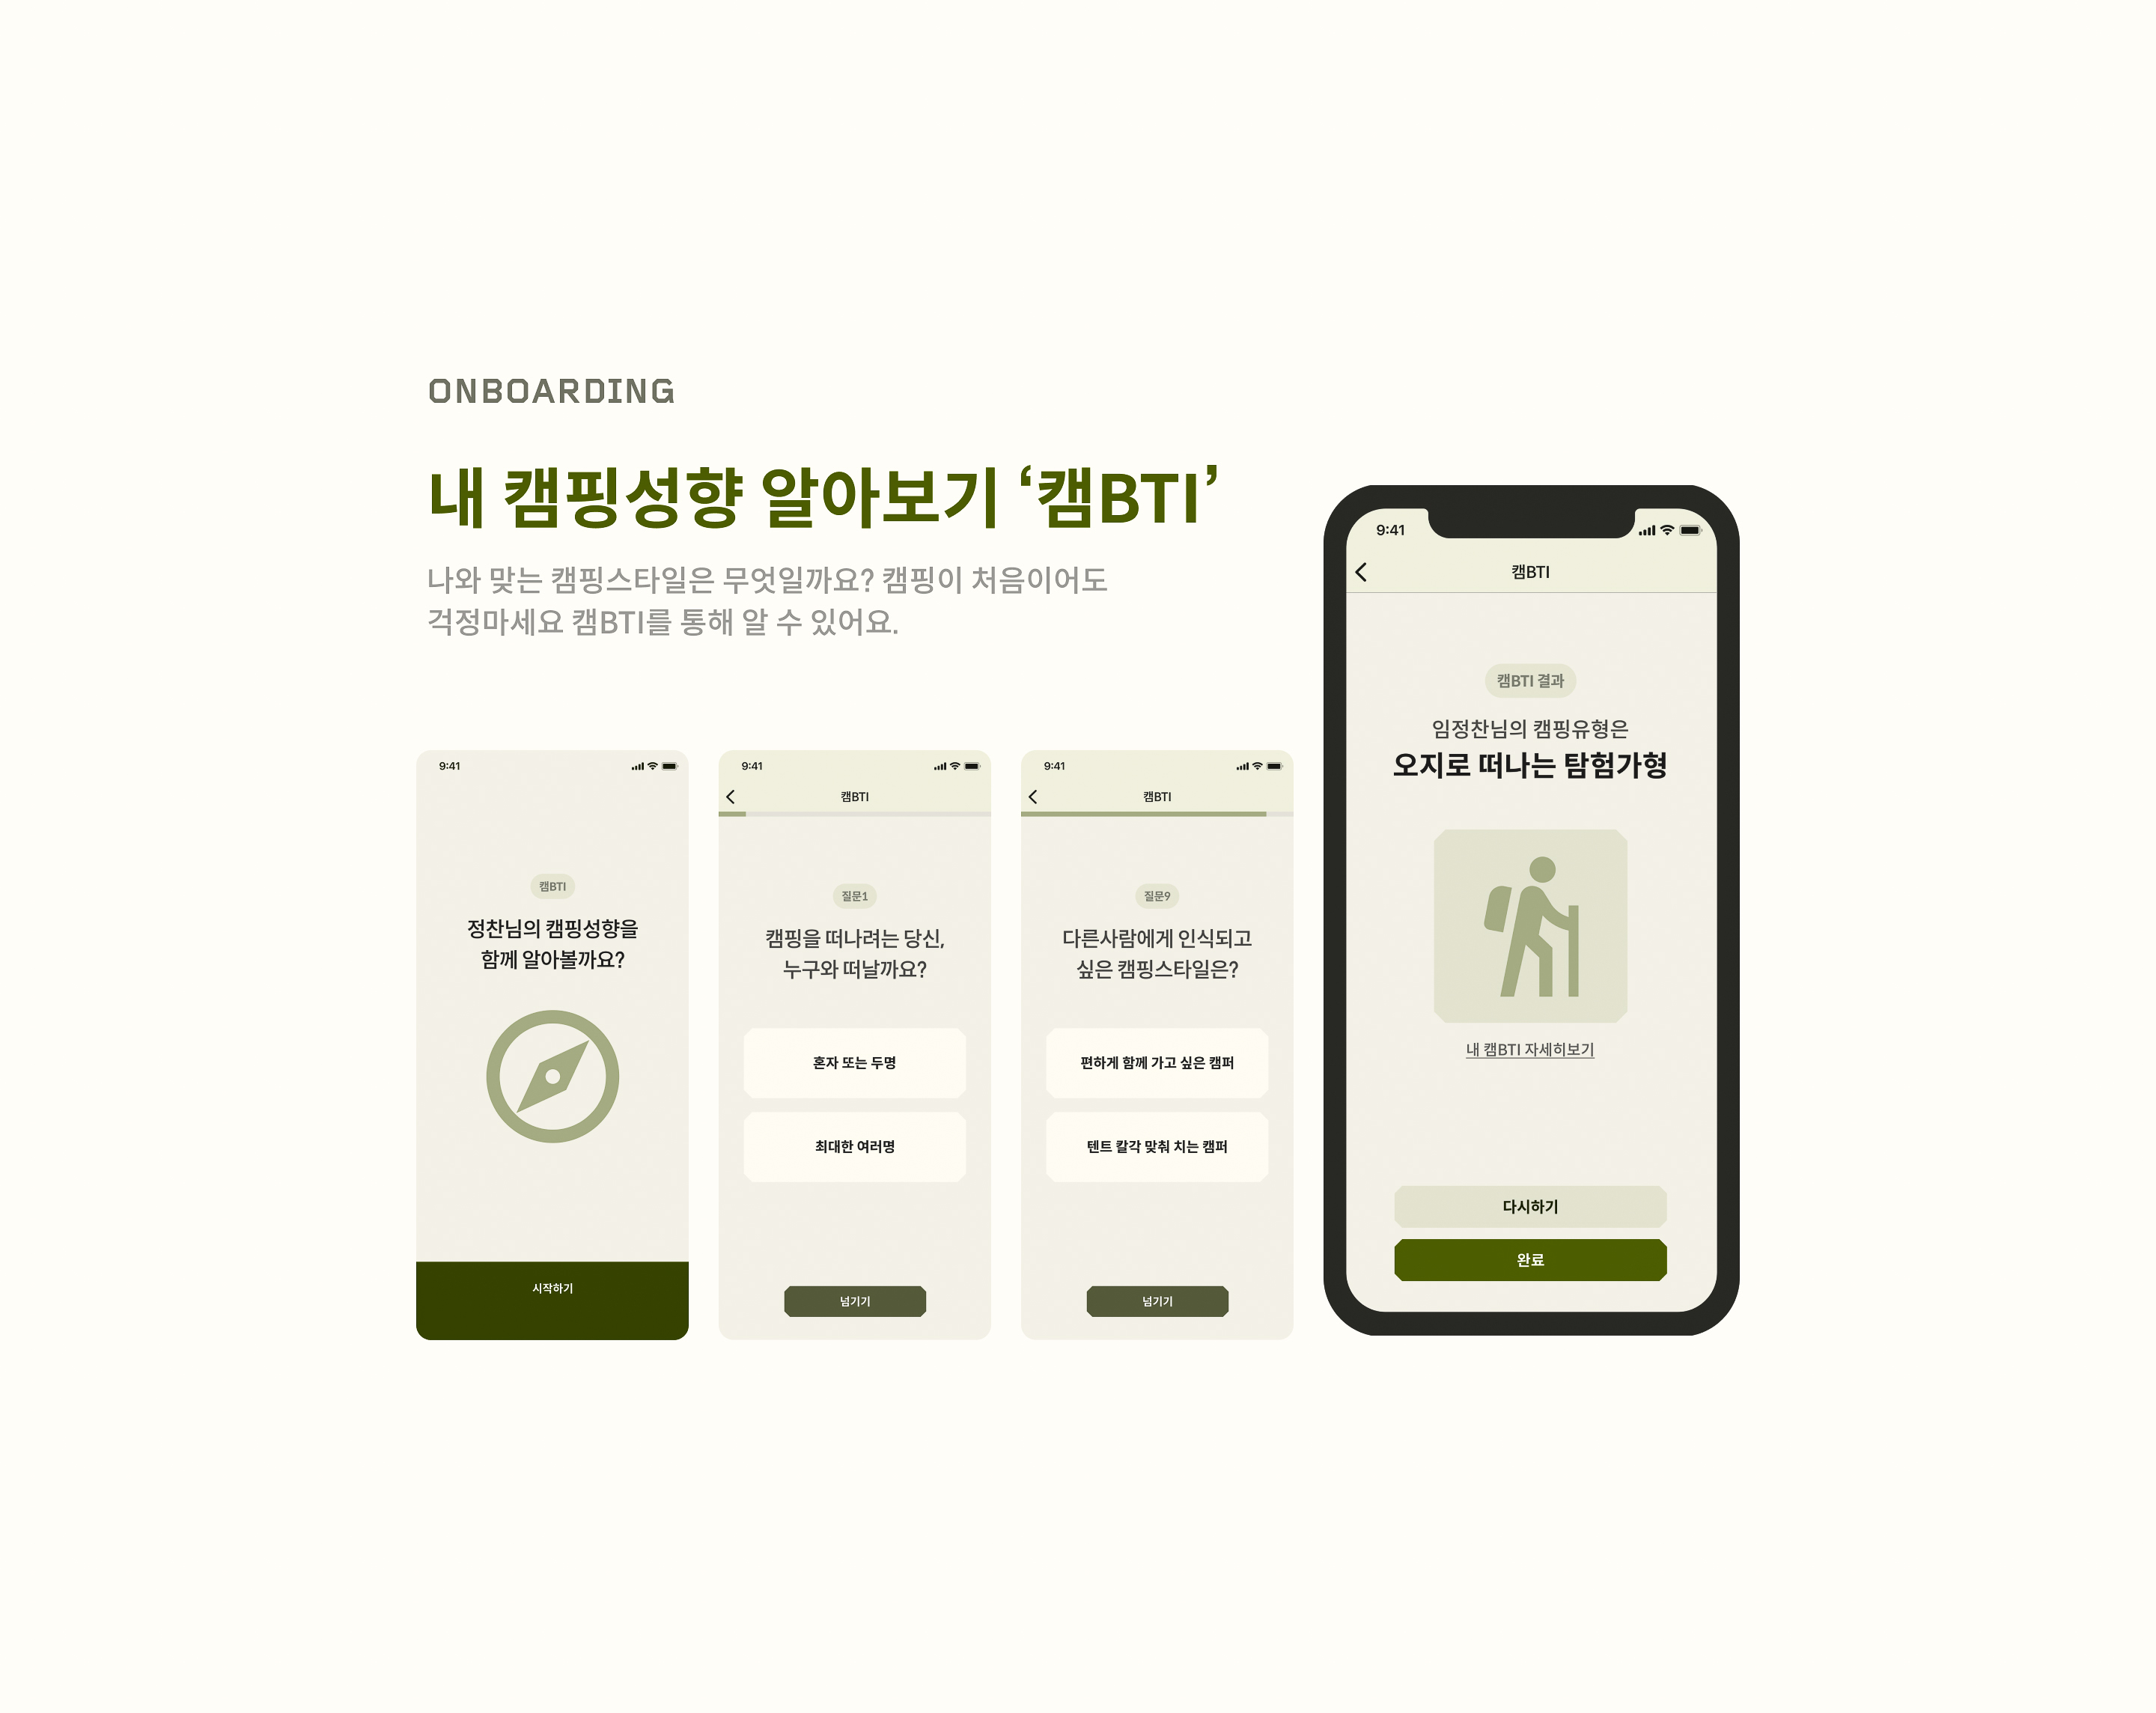 ONBOARDING
내 캠핑성향 알아보기 ‘캠BTI’
나와 맞는 캠핑스타일은 무엇일까요? 캠핑이 처음이어도
걱정마세요 캠BTI를 통해 알 수 있어요.
9:41
캠BTI
정찬님의 캠핑성향을
함께 알아볼까요?
시작하기
9:41
캠BTI
질문1
캠핑을 떠나려는 당신,
누구와 떠날까요?
혼자 또는 두명
최대한 여러명
넘기기
9:41
캠BTI
질문9
다른사람에게 인식되고
싶은 캠핑스타일은?
편하게 함께 가고 싶은 캠퍼
텐트 칼각 맞춰 치는 캠퍼
넘기기
9:41
캠BTI
캠BTI 결과
임정찬님의 캠핑유형은
오지로 떠나는 탐험가형
내 캠BTI 자세히보기
다시하기
완료